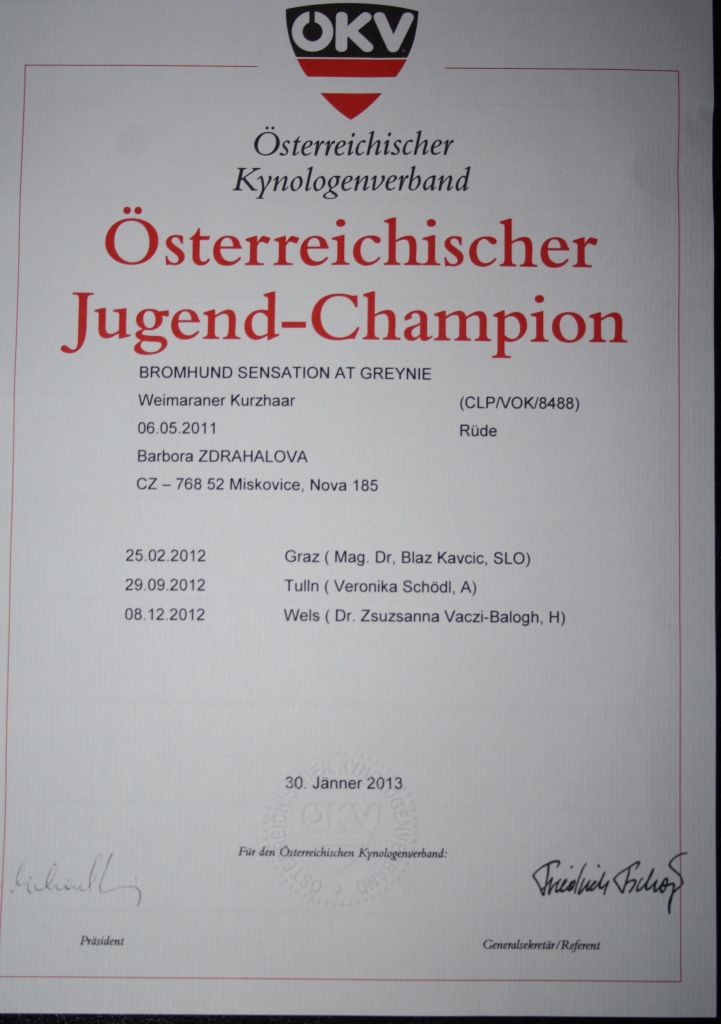 ÖKV
Österreichischer
Kynologenverband
Österreichischer
Jugend-Champion
BROMHUND SENSATION AT GREYNIE
Weimaraner Kurzhaar (CLP/VOK/8488)
06.05.2011 Rüde
Barbora ZDRAHALOVA
CZ – 768 52 Miskovice, Nova 185
25.02.2012 Graz ( Mag. Dr, Blaz Kavcic, SLO)
29.09.2012 Tulln ( Veronika Schödl, A)
08.12.2012 Wels ( Dr. Zsuzsanna Vaczi-Balogh, H)
30. Jänner 2013
ÖKV
Für den Österreichischen Kynologenverband:
Friedrich
Präsident Generalsekretär/Referent